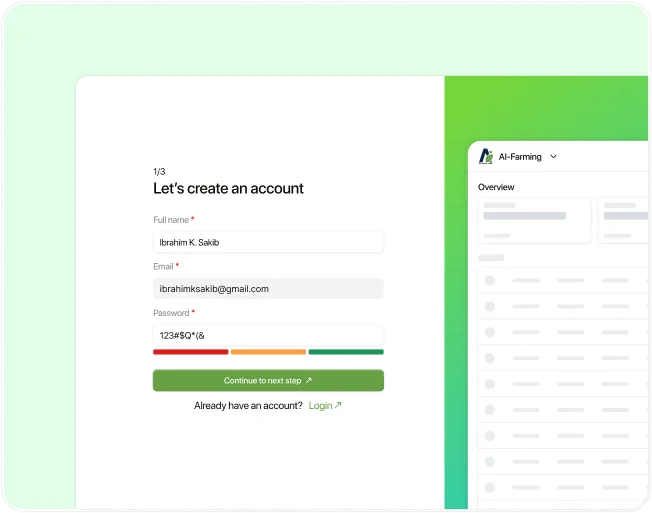 1/3
Let's create an account
Full name *
Ibrahim K. Sakib
Email *
ibrahimksakib@gmail.com
Password *
123#$Q*(&
Continue to next step ↗
Already have an account? Login ↗
AI-Farming
Overview